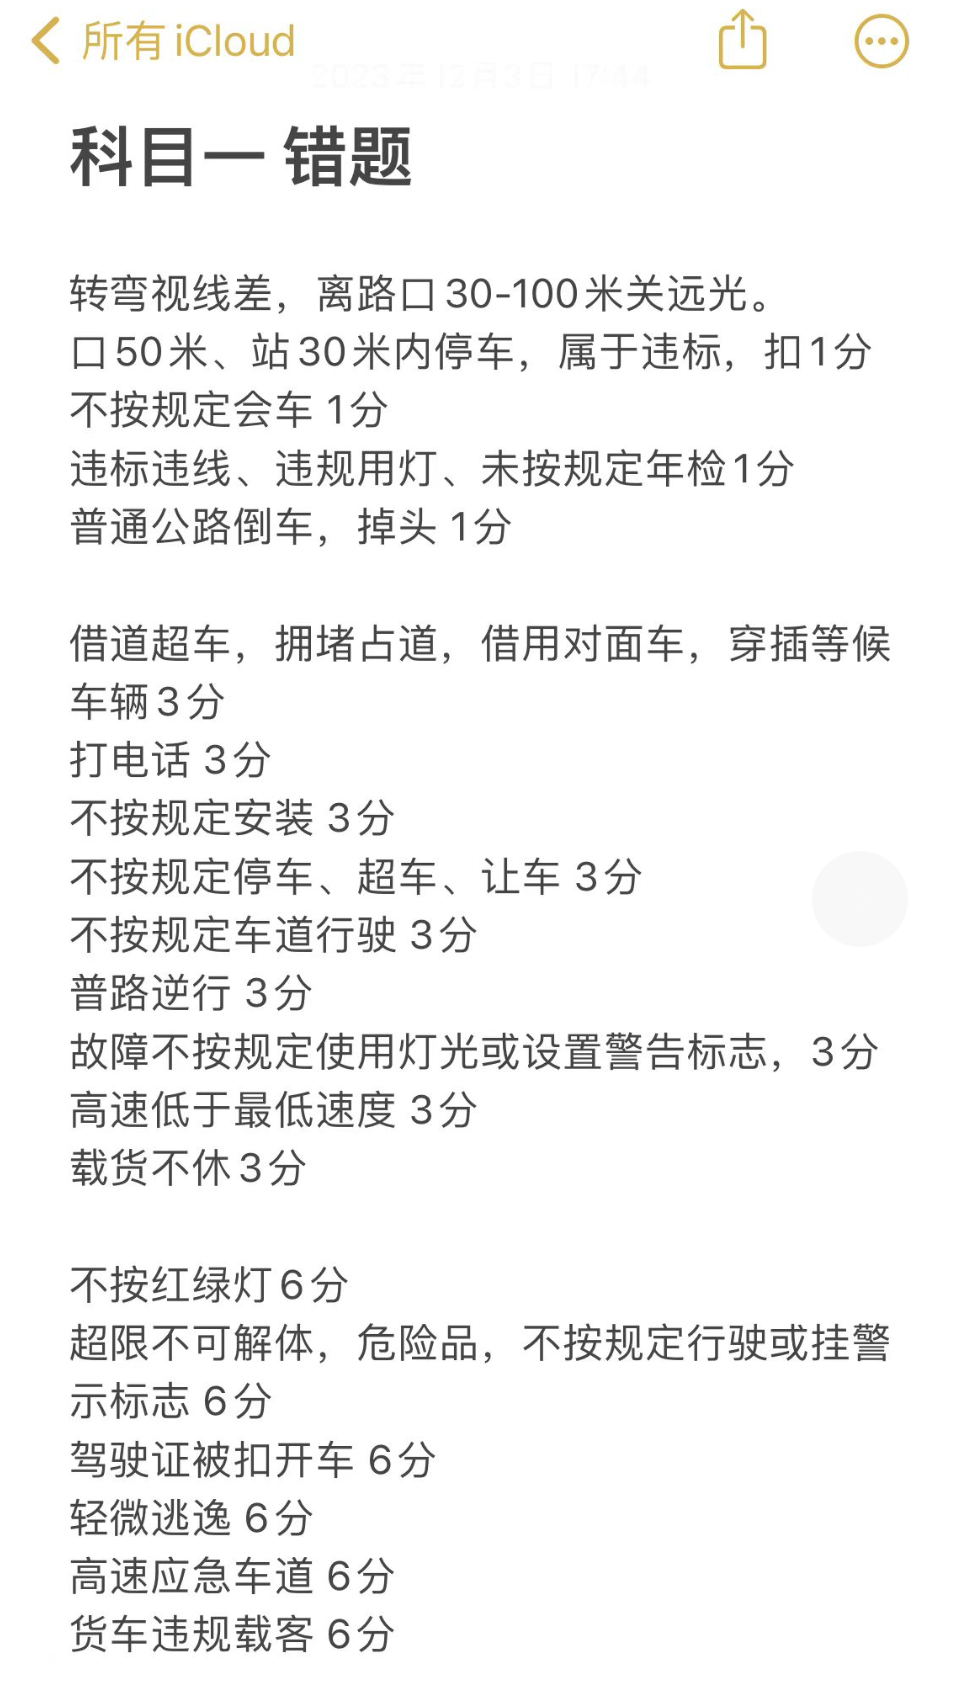 所有 iCloud
2023年12月3日 17:44
科目一 错题
转弯视线差，离路口30-100米关远光。
口50米、站30米内停车，属于违标，扣1分
不按规定会车 1分
违标违线、违规用灯、未按规定年检1分
普通公路倒车，掉头 1分
借道超车，拥堵占道，借用对面车，穿插等候
车辆3分
打电话 3分
不按规定安装 3分
不按规定停车、超车、让车 3分
不按规定车道行驶 3分
普路逆行 3分
故障不按规定使用灯光或设置警告标志，3分
高速低于最低速度 3分
载货不休3分
不按红绿灯6分
超限不可解体，危险品，不按规定行驶或挂警
示标志 6分
驾驶证被扣开车 6分
轻微逃逸 6分
高速应急车道 6分
货车违规载客 6分